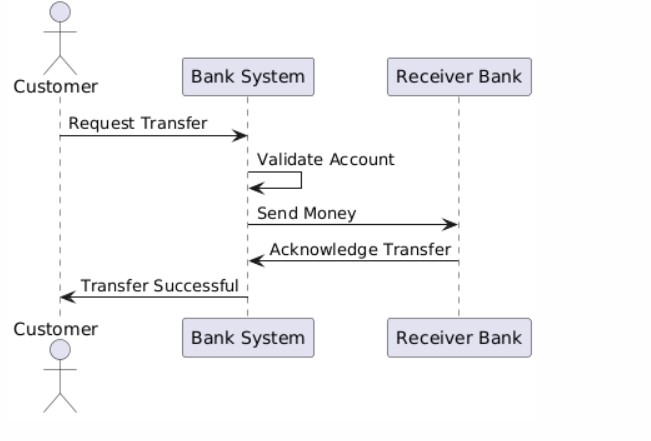 Customer
Bank System
Receiver Bank
Request Transfer
Validate Account
Send Money
Acknowledge Transfer
Transfer Successful
Customer
Bank System
Receiver Bank